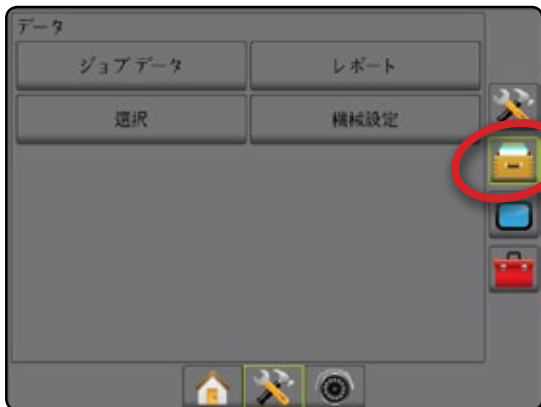 データ
ジョブ データ
レポート
選択
機械設定